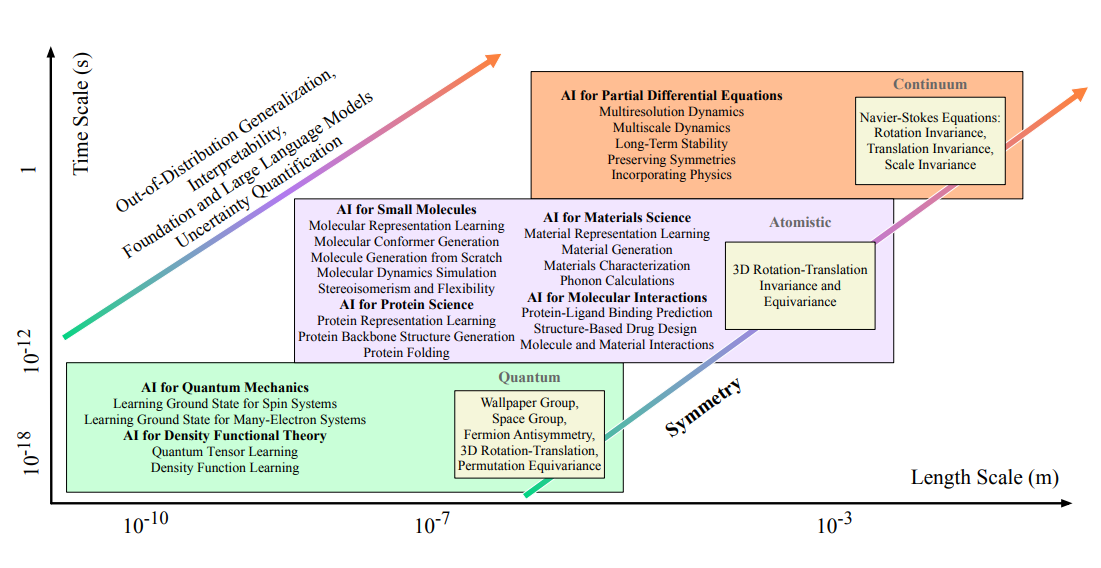 Time Scale (s)
1
10-12
10-18
Out-of-Distribution Generalization,
Interpretability,
Foundation and Large Language Models
Uncertainty Quantification
Continuum
AI for Partial Differential Equations
Multiresolution Dynamics
Multiscale Dynamics
Long-Term Stability
Preserving Symmetries
Incorporating Physics
Navier-Stokes Equations:
Rotation Invariance,
Translation Invariance,
Scale Invariance
AI for Small Molecules
Molecular Representation Learning
Molecular Conformer Generation
Molecule Generation from Scratch
Molecular Dynamics Simulation
Stereoisomerism and Flexibility
AI for Protein Science
Protein Representation Learning
Protein Backbone Structure Generation
Protein Folding
AI for Materials Science
Material Representation Learning
Material Generation
Materials Characterization
Phonon Calculations
AI for Molecular Interactions
Protein-Ligand Binding Prediction
Structure-Based Drug Design
Molecule and Material Interactions
Atomistic
3D Rotation-Translation
Invariance and
Equivariance
AI for Quantum Mechanics
Learning Ground State for Spin Systems
Learning Ground State for Many-Electron Systems
AI for Density Functional Theory
Quantum Tensor Learning
Density Function Learning
Quantum
Wallpaper Group,
Space Group,
Fermion Antisymmetry,
3D Rotation-Translation,
Permutation Equivariance
Symmetry
Length Scale (m)
10-10
10-7
10-3